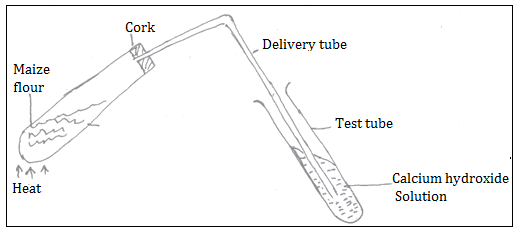 Cork
Delivery tube
Maize
flour
Test tube
Heat
Calcium hydroxide
Solution